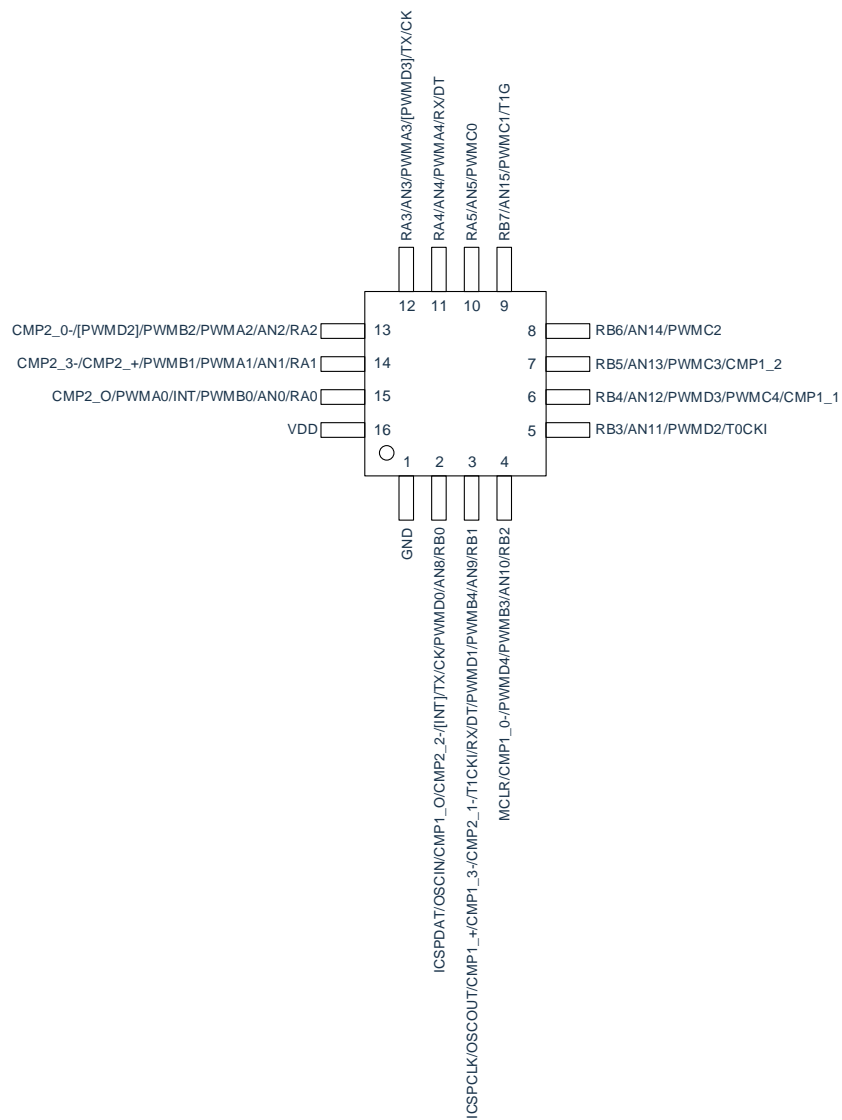 RA3/AN3/PWMA3/[PWMD3]/TX/CK
RA4/AN4/PWMA4/RX/DT
RA5/AN5/PWMC0
RB7/AN15/PWMC1/T1G
12
11
10
9
CMP2_0-/[PWMD2]/PWMB2/PWMA2/AN2/RA2
13
8
RB6/AN14/PWMC2
CMP2_3-/CMP2_+/PWMB1/PWMA1/AN1/RA1
14
7
RB5/AN13/PWMC3/CMP1_2
CMP2_O/PWMA0/INT/PWMB0/AN0/RA0
15
6
RB4/AN12/PWMD3/PWMC4/CMP1_1
VDD
16
5
RB3/AN11/PWMD2/T0CKI
1
2
3
4
GND
ICSPDAT/OSCIN/CMP1_O/CMP2_2-/[INT]/TX/CK/PWMD0/AN8/RB0
ICSPCLK/OSCOUT/CMP1_+/CMP1_3-/CMP2_1-/T1CKI/RX/DT/PWMD1/PWMB4/AN9/RB1
MCLR/CMP1_0-/PWMD4/PWMB3/AN10/RB2